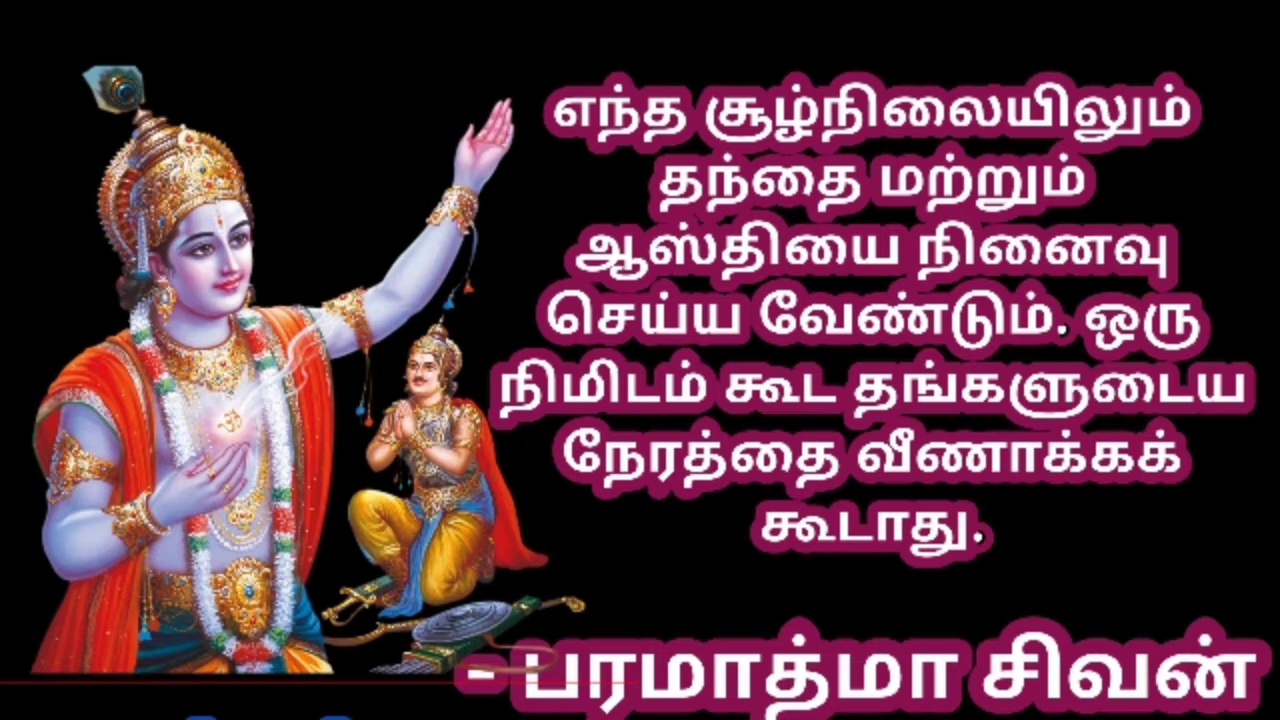 எந்த சூழ்நிலையிலும்
தந்தை மற்றும்
ஆஸ்தியை நினைவு
செய்ய வேண்டும். ஒரு
நிமிடம் கூட தங்களுடைய
நேரத்தை வீணாக்கக்
கூடாது.
- பரமாத்மா சிவன்